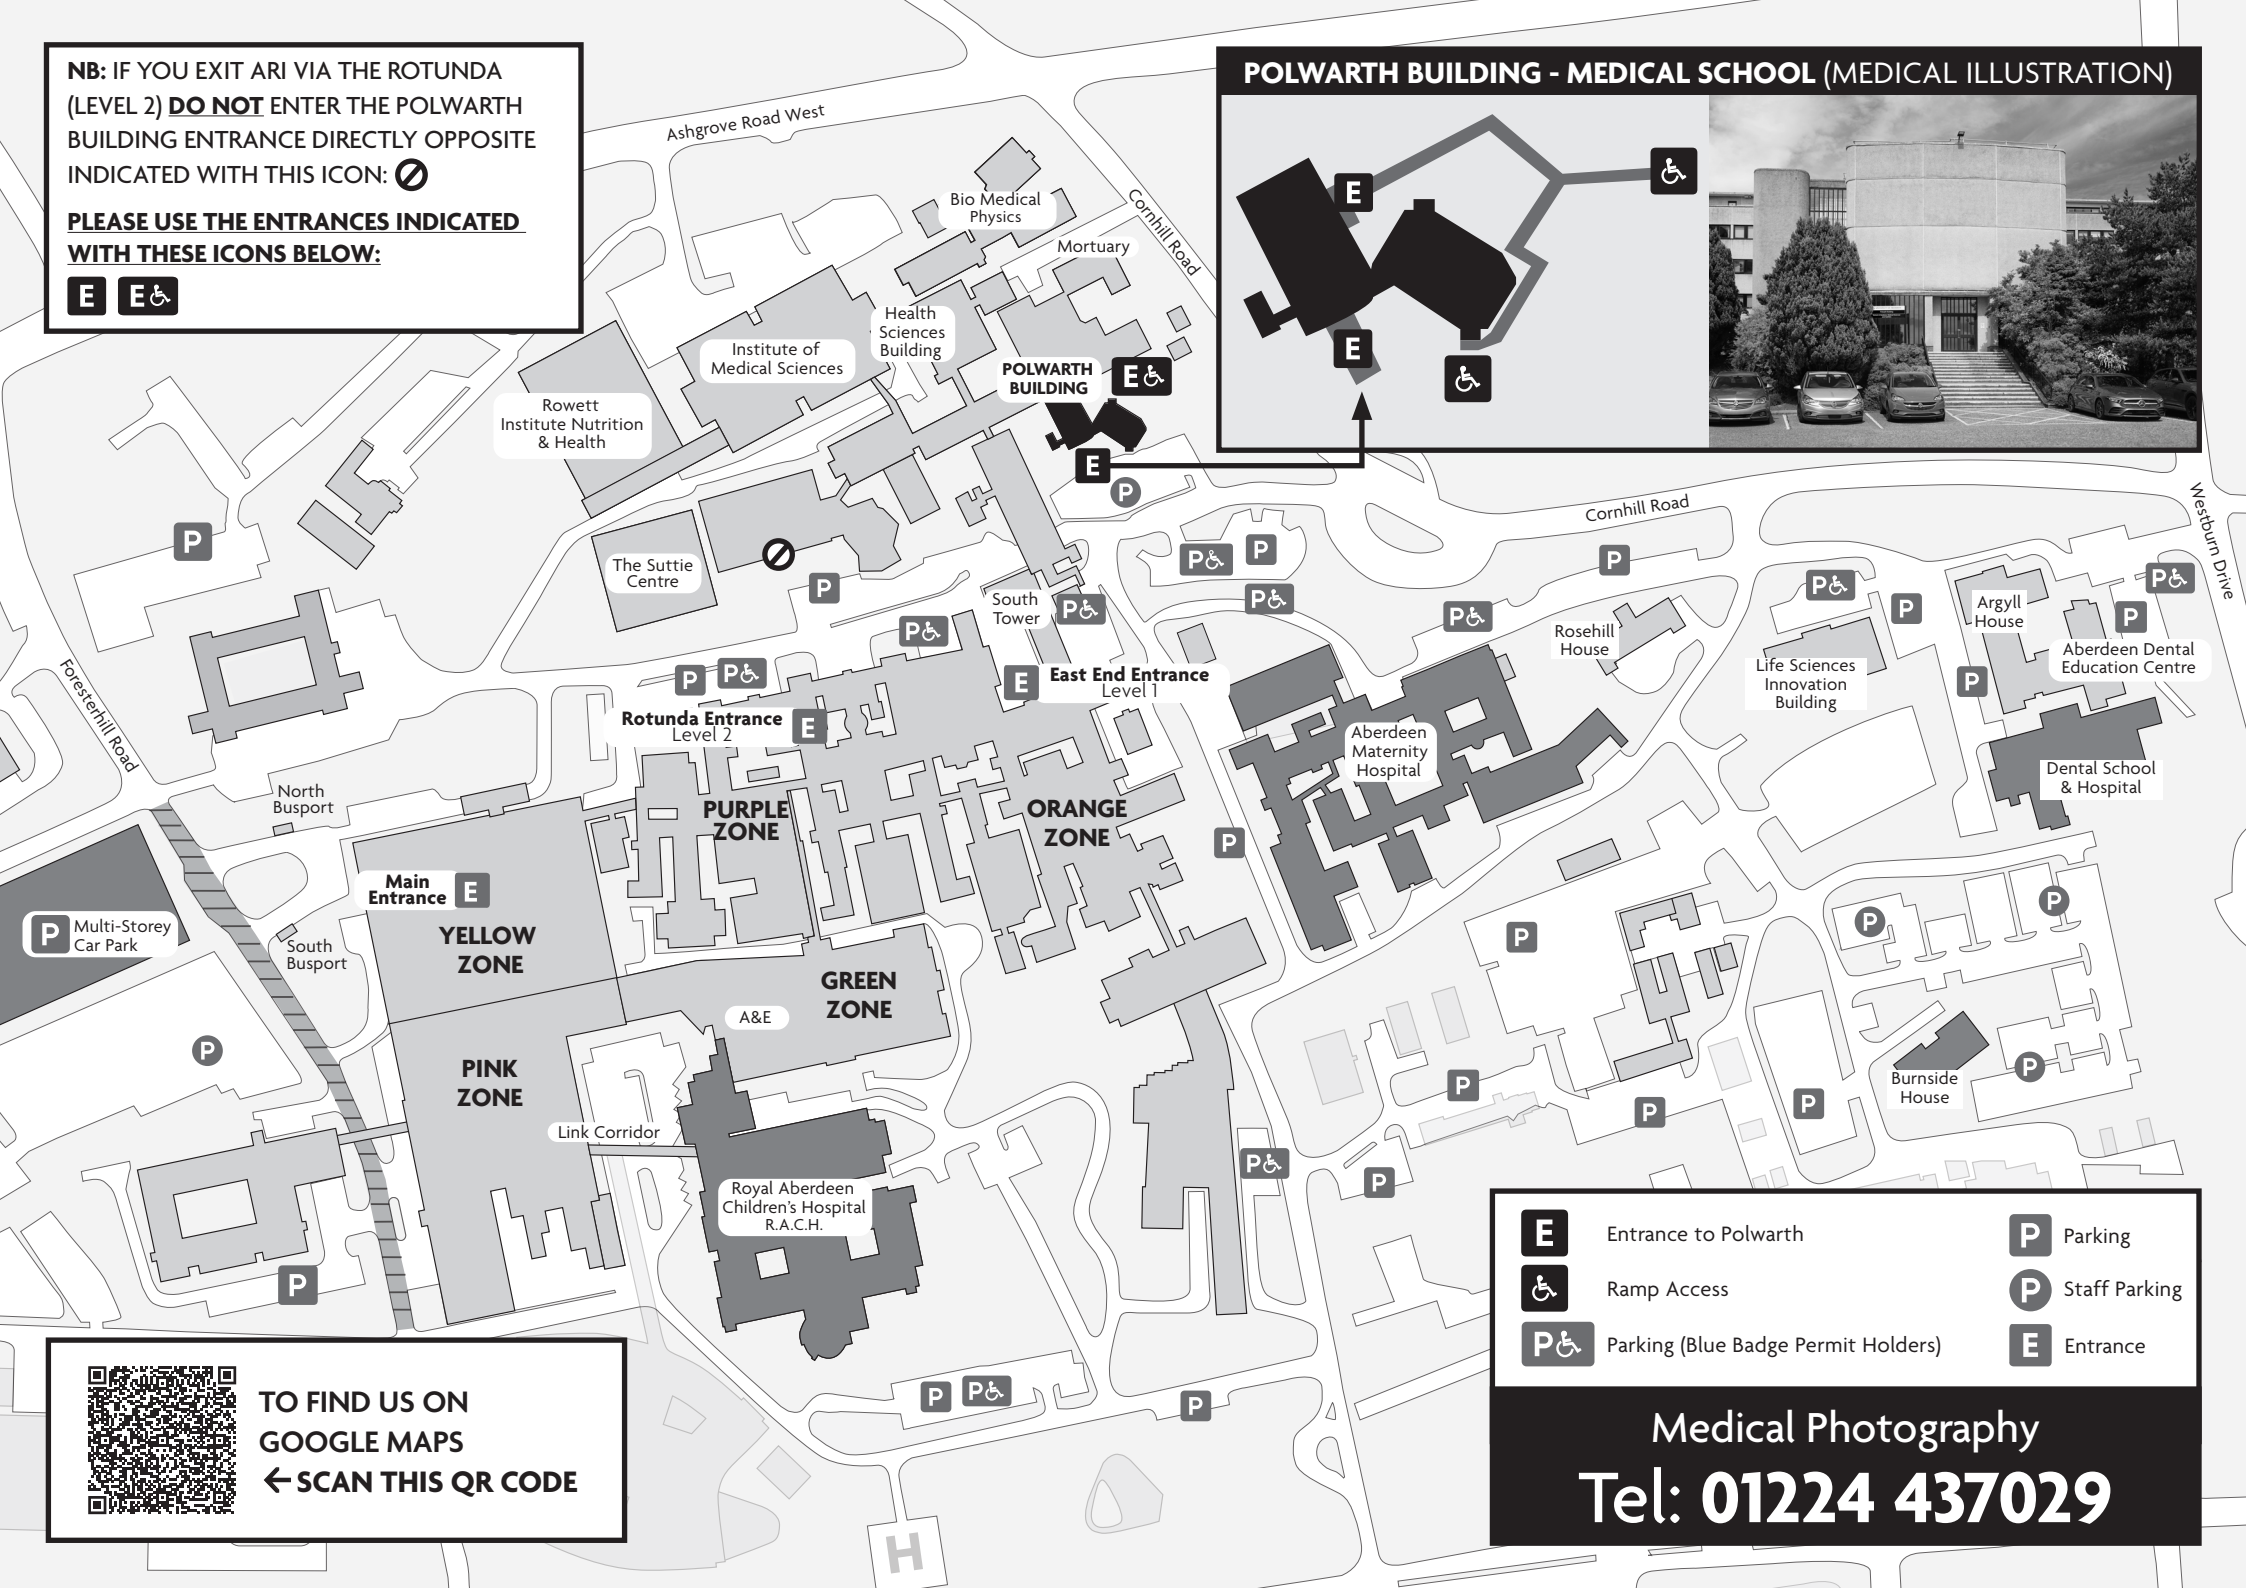 NB: IF YOU EXIT ARI VIA THE ROTUNDA
(LEVEL 2) DO NOT ENTER THE POLWARTH
BUILDING ENTRANCE DIRECTLY OPPOSITE
INDICATED WITH THIS ICON:
PLEASE USE THE ENTRANCES INDICATED
WITH THESE ICONS BELOW:
E E
POLWARTH BUILDING - MEDICAL SCHOOL (MEDICAL ILLUSTRATION)
E
E
Ashgrove Road West
Cornhill Road
Bio Medical
Physics
Mortuary
Health
Sciences
Building
Institute of
Medical Sciences
POLWARTH
BUILDING
E
E
P
Rowett
Institute Nutrition
& Health
P
The Suttie
Centre
P
P
P
P
Cornhill Road
Westburn Drive
P
P
P
P
P
P
P
South
Tower
P
P
Rosehill
House
Argyll
House
Aberdeen Dental
Education Centre
Life Sciences
Innovation
Building
P
Foresterhill Road
P
P
E
East End Entrance
Level 1
Rotunda Entrance
Level 2
E
Aberdeen
Maternity
Hospital
Dental School
& Hospital
North
Busport
PURPLE
ZONE
ORANGE
ZONE
P
Main
Entrance
E
P
Multi-Storey
Car Park
South
Busport
YELLOW
ZONE
GREEN
ZONE
A&E
P
P
P
P
PINK
ZONE
P
P
P
P
Burnside
House
Link Corridor
P
P
Royal Aberdeen
Children's Hospital
R.A.C.H.
P
P
P
P
H
E
Entrance to Polwarth
Ramp Access
P
Parking (Blue Badge Permit Holders)
P
Parking
P
Staff Parking
E
Entrance
TO FIND US ON
GOOGLE MAPS
←SCAN THIS QR CODE
Medical Photography
Tel: 01224 437029